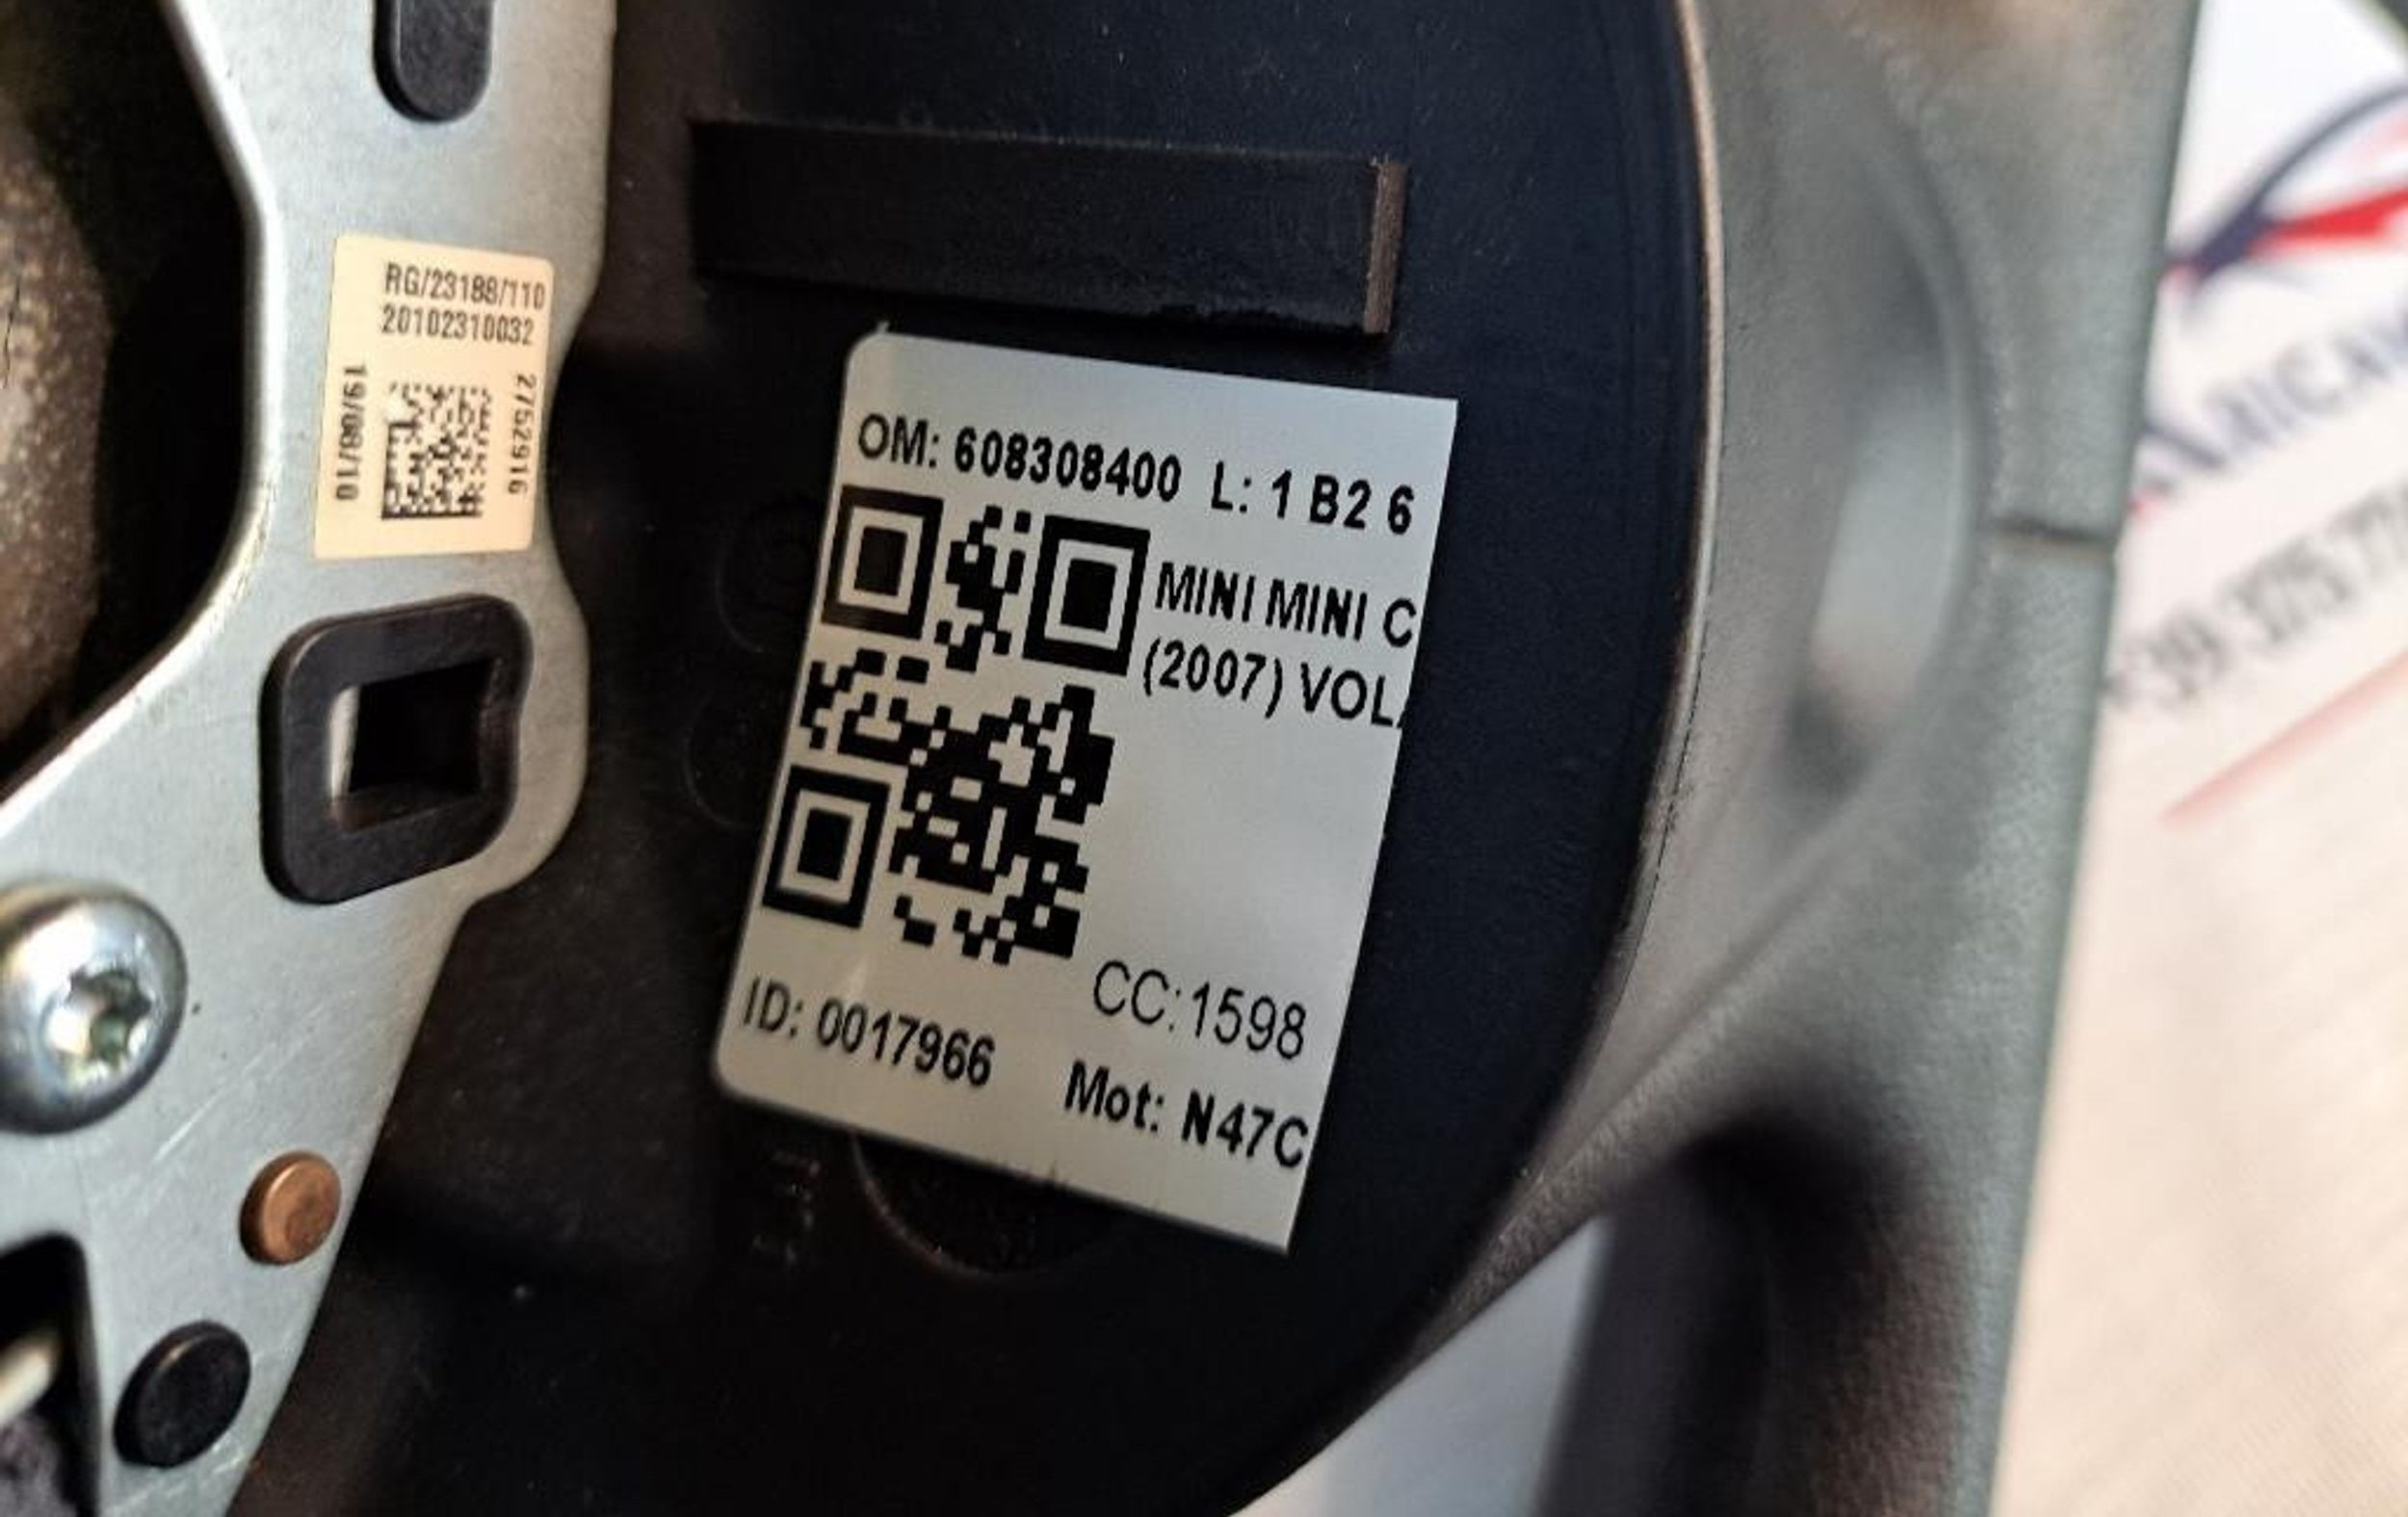 RG/23188/110
20102310032
2752916
19/08/10
OM: 608308400 L: 1 B2 6
MINI MINI C
(2007) VOL
CC:1598
ID: 0017966
Mot: N47C